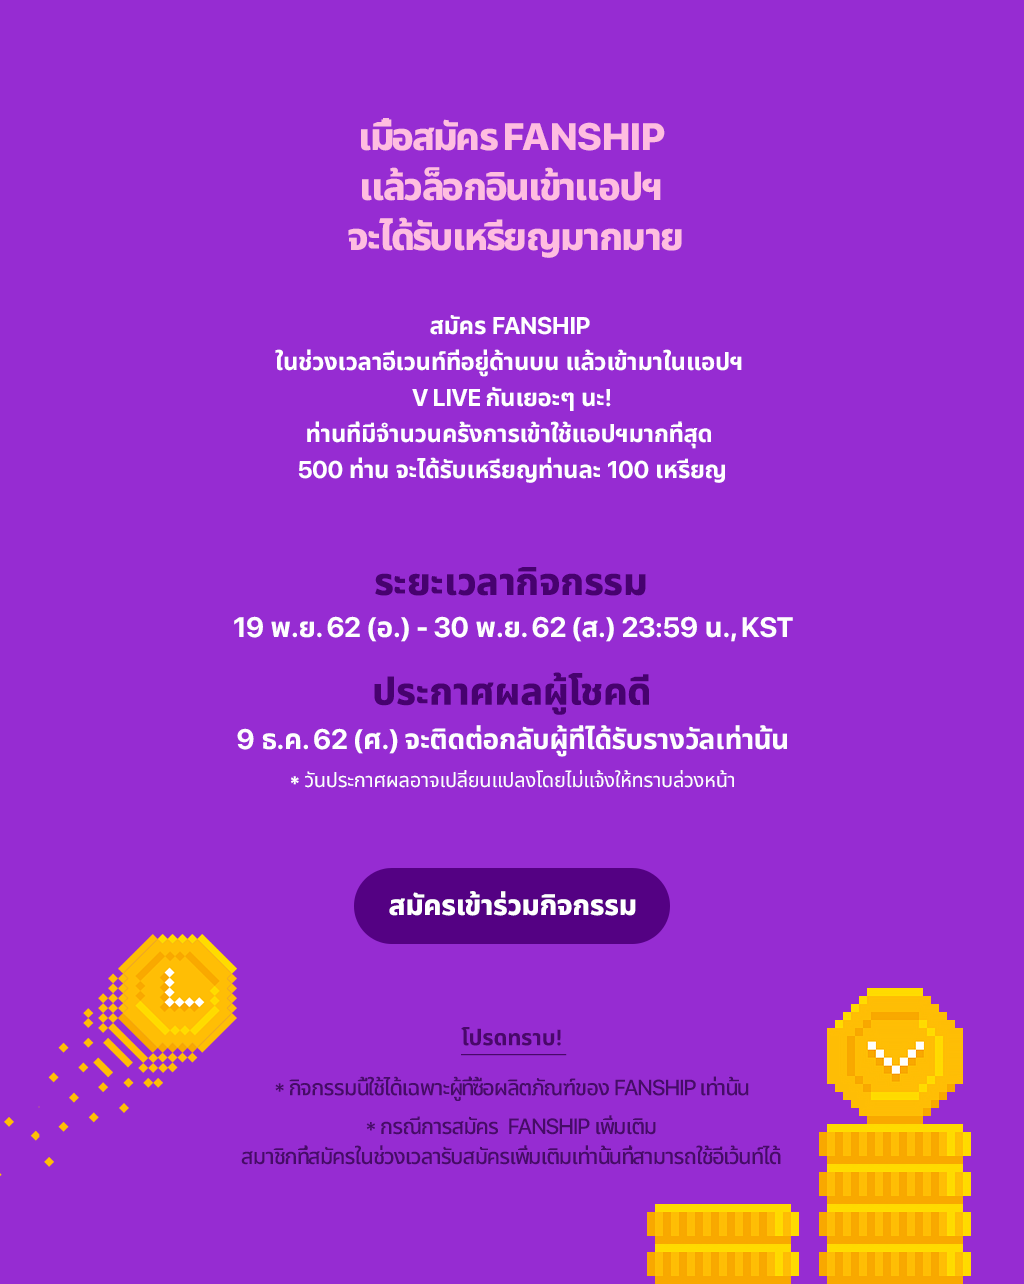 เมื่อสมัคร FANSHIP
แล้วล็อกอินเข้าแอปฯ
จะได้รับเหรียญมากมาย
สมัคร FANSHIP
ในช่วงเวลาอีเวนท์ที่อยู่ด้านบน แล้วเข้ามาในแอปฯ
V LIVE กันเยอะๆ นะ!
ท่านที่มีจำนวนครั้งการเข้าใช้แอปฯมากที่สุด
500 ท่าน จะได้รับเหรียญท่านละ 100 เหรียญ
ระยะเวลากิจกรรม
19 พ.ย. 62 (อ.) - 30 พ.ย. 62 (ส.) 23:59 น., KST
ประกาศผลผู้โชคดี
9 ธ.ค. 62 (ศ.) จะติดต่อกลับผู้ที่ได้รับรางวัลเท่านั้น
* วันประกาศผลอาจเปลี่ยนแปลงโดยไม่แจ้งให้ทราบล่วงหน้า
สมัครเข้าร่วมกิจกรรม
โปรดทราบ!
* กิจกรรมนี้ใช้ได้เฉพาะผู้ที่ซื้อผลิตภัณฑ์ของ FANSHIP เท่านั้น
* กรณีการสมัคร FANSHIP เพิ่มเติม
สมาชิกที่สมัครในช่วงเวลารับสมัครเพิ่มเติมเท่านั้นที่สามารถใช้อีเว้นท์ได้